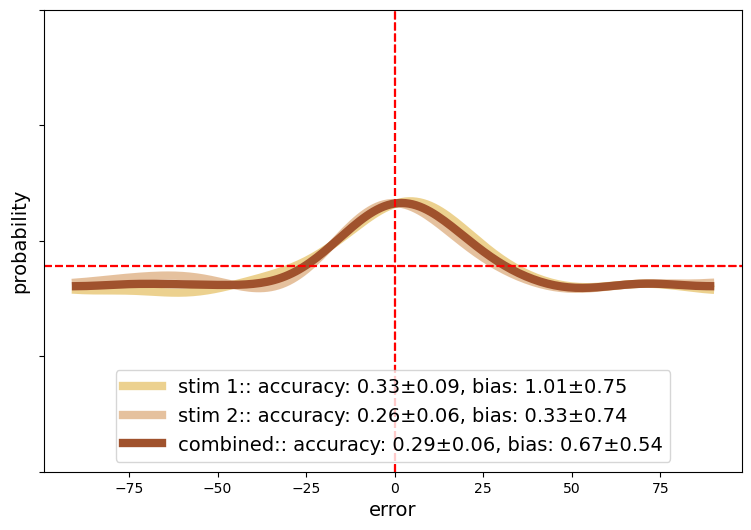 probability
stim 1:: accuracy: 0.33±0.09, bias: 1.01±0.75
stim 2:: accuracy: 0.26±0.06, bias: 0.33±0.74
combined:: accuracy: 0.29±0.06, bias: 0.67±0.54
−75 −50 −25 0 25 50 75
error